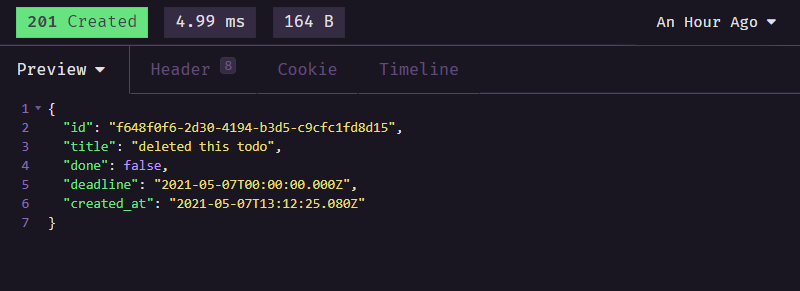 201 Created 4.99 ms 164 B An Hour Ago
Preview Header 8 Cookie Timeline
1 {
2 "id": "f648f0f6-2d30-4194-b3d5-c9cfc1fd8d15",
3 "title": "deleted this todo",
4 "done": false,
5 "deadline": "2021-05-07T00:00:00.000Z",
6 "created_at": "2021-05-07T13:12:25.080Z"
7 }